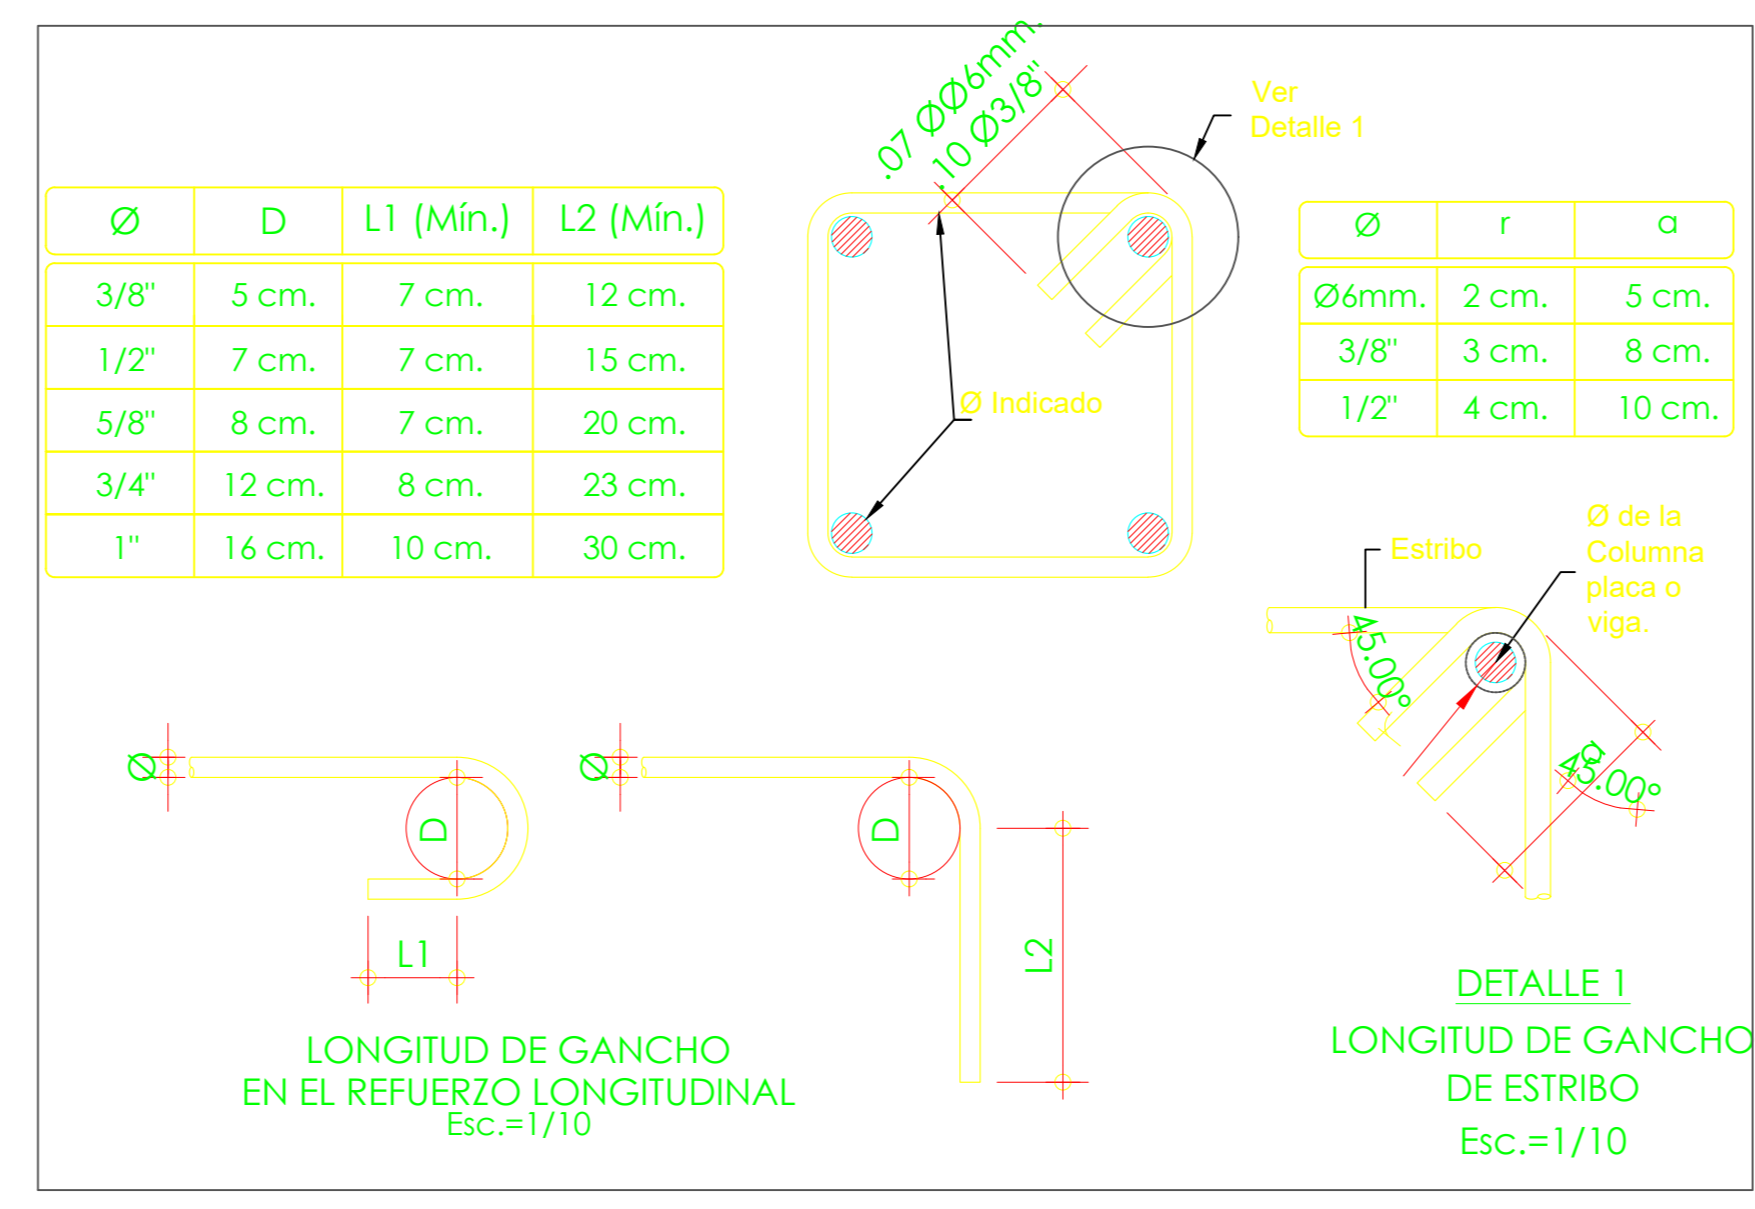 .07 ØØ6mm.
.10 Ø3/8"
Ver
Detalle 1
Ø D L1 (Mín.) L2 (Mín.)
3/8" 5 cm. 7 cm. 12 cm.
1/2" 7 cm. 7 cm. 15 cm.
5/8" 8 cm. 7 cm. 20 cm.
3/4" 12 cm. 8 cm. 23 cm.
1" 16 cm. 10 cm. 30 cm.
Ø Indicado
Ø r a
Ø6mm. 2 cm. 5 cm.
3/8" 3 cm. 8 cm.
1/2" 4 cm. 10 cm.
Estribo
Ø de la
Columna
placa o
viga.
45.00°
a
45.00°
Ø
D
L1
Ø
D
L2
LONGITUD DE GANCHO
EN EL REFUERZO LONGITUDINAL
Esc.=1/10
DETALLE 1
LONGITUD DE GANCHO
DE ESTRIBO
Esc.=1/10